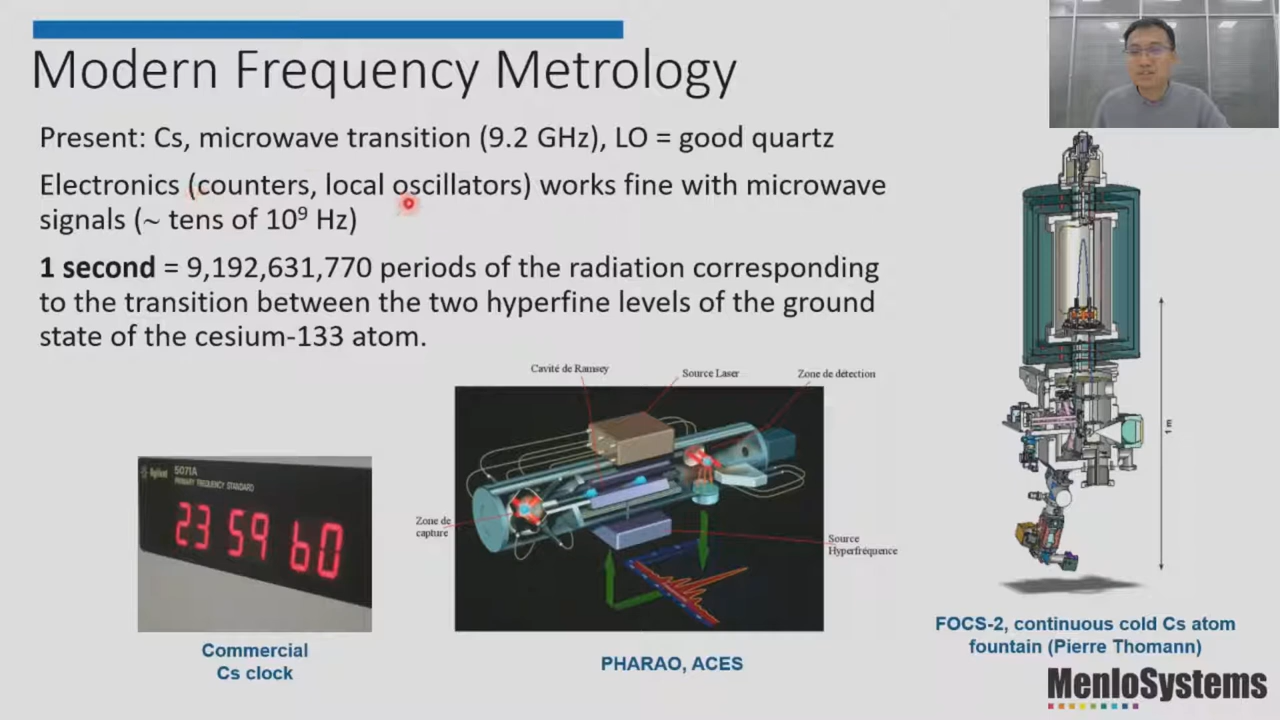 Modern Frequency Metrology
Present: Cs, microwave transition (9.2 GHz), LO = good quartz
Electronics (counters, local oscillators) works fine with microwave
signals (~ tens of 10⁹ Hz)
1 second = 9,192,631,770 periods of the radiation corresponding
to the transition between the two hyperfine levels of the ground
state of the cesium-133 atom.
Cavité de Ramsey
Source Laser
Zone de détection
Zone de
capture
Source
Hyperfréquence
Agilent 5071A
PRIMARY FREQUENCY STANDARD
23 59 60
1 m
Commercial
Cs clock
PHARAO, ACES
FOCS-2, continuous cold Cs atom
fountain (Pierre Thomann)
MenloSystems